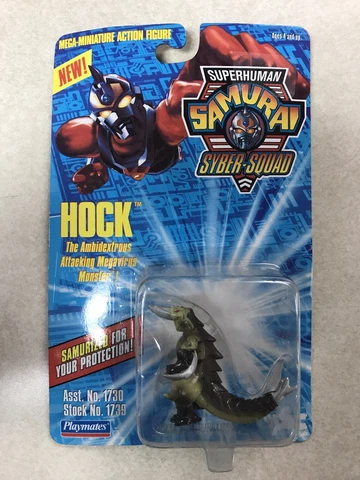 MEGA-MINIATURE ACTION FIGURE
Ages 4 and up
NEW!
SUPERHUMAN
SAMURAI
SYBER-SQUAD
HOCK™
The Ambidextrous
Attacking Megavirus
Monster!
SAMURIZED FOR
YOUR PROTECTION!
Asst. No. 1730
Stock No. 1739
Playmates